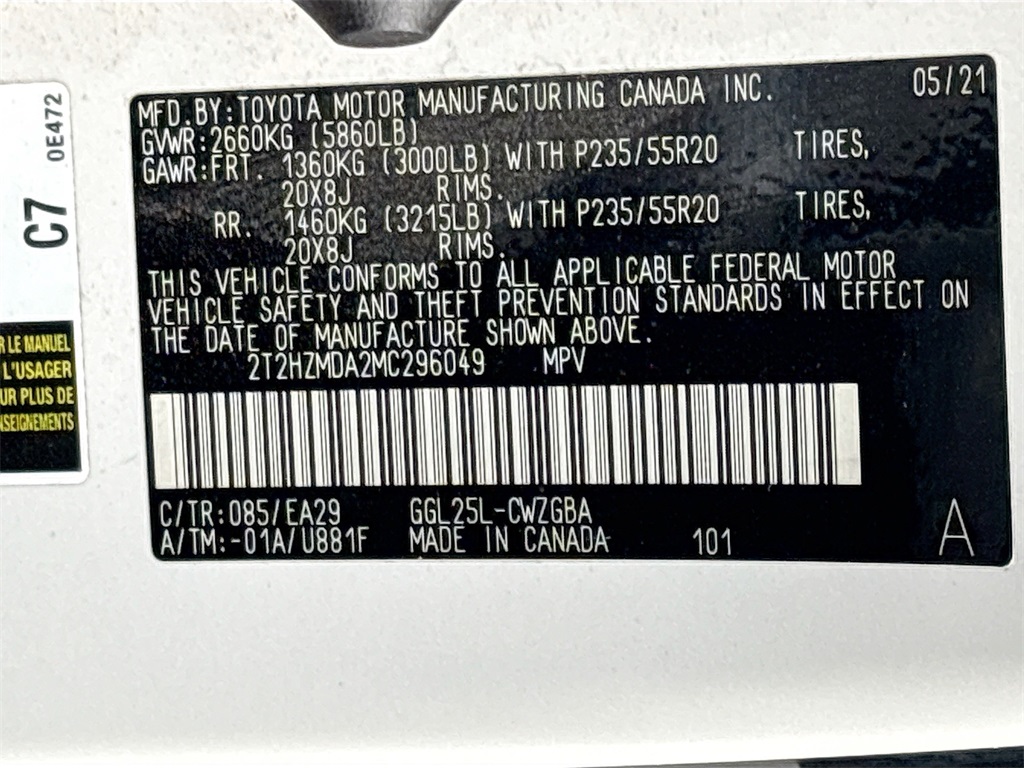 MFD.BY:TOYOTA MOTOR MANUFACTURING CANADA INC. 05/21
GVWR:2660KG (5860LB)
GAWR:FRT. 1360KG (3000LB) WITH P235/55R20 TIRES,
20X8J RIMS.
RR. 1460KG (3215LB) WITH P235/55R20 TIRES,
20X8J RIMS.
THIS VEHICLE CONFORMS TO ALL APPLICABLE FEDERAL MOTOR
VEHICLE SAFETY AND THEFT PREVENTION STANDARDS IN EFFECT ON
THE DATE OF MANUFACTURE SHOWN ABOVE.
2T2HZMDA2MC296049 MPV
C/TR:085/EA29 GGL25L-CWZGBA
A/TM:-01A/U881F MADE IN CANADA 101 A
C7 0E472
R LE MANUEL
L'USAGER
UR PLUS DE
NSEIGNEMENTS